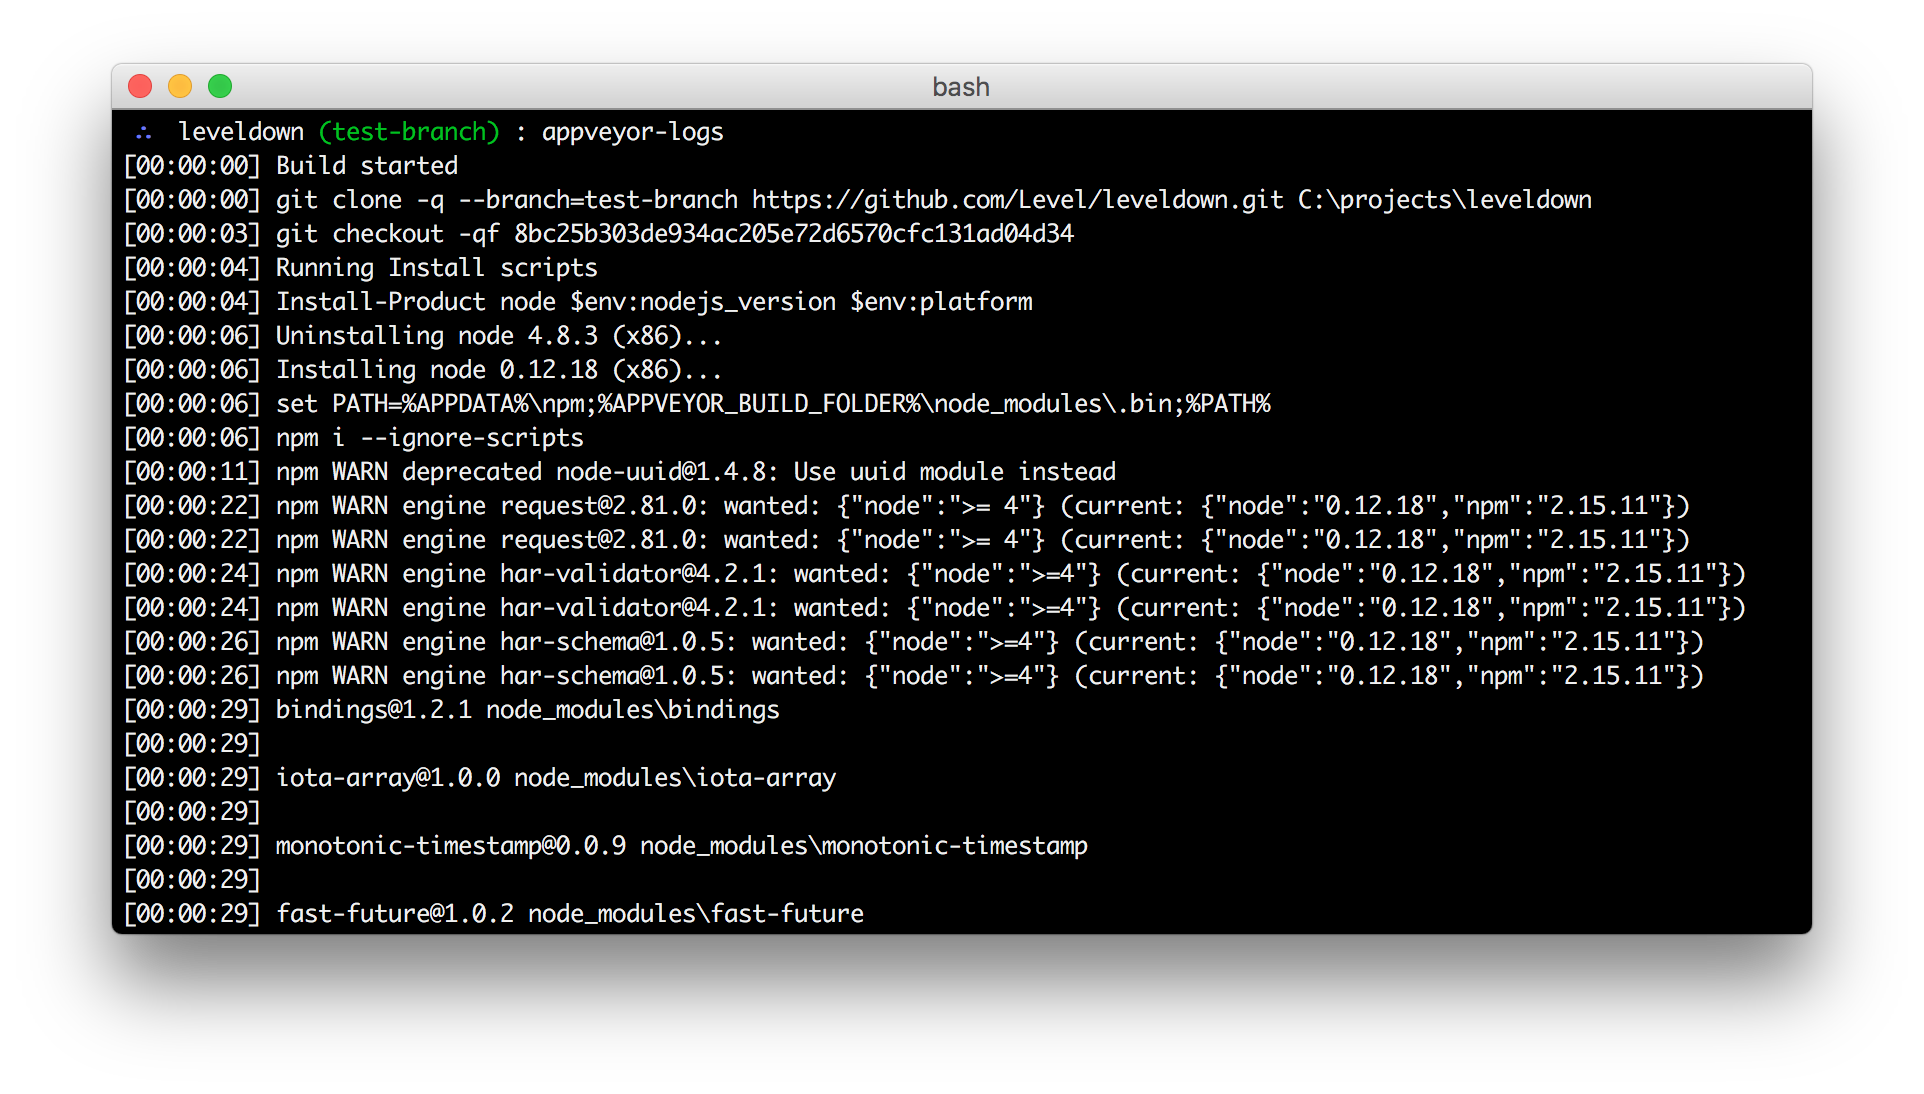 bash
∴ leveldown (test-branch) : appveyor-logs
[00:00:00] Build started
[00:00:00] git clone -q --branch=test-branch https://github.com/Level/leveldown.git C:\projects\leveldown
[00:00:03] git checkout -qf 8bc25b303de934ac205e72d6570cfc131ad04d34
[00:00:04] Running Install scripts
[00:00:04] Install-Product node $env:nodejs_version $env:platform
[00:00:06] Uninstalling node 4.8.3 (x86)...
[00:00:06] Installing node 0.12.18 (x86)...
[00:00:06] set PATH=%APPDATA%\npm;%APPVEYOR_BUILD_FOLDER%\node_modules\.bin;%PATH%
[00:00:06] npm i --ignore-scripts
[00:00:11] npm WARN deprecated node-uuid@1.4.8: Use uuid module instead
[00:00:22] npm WARN engine request@2.81.0: wanted: {"node":">= 4"} (current: {"node":"0.12.18","npm":"2.15.11"})
[00:00:22] npm WARN engine request@2.81.0: wanted: {"node":">= 4"} (current: {"node":"0.12.18","npm":"2.15.11"})
[00:00:24] npm WARN engine har-validator@4.2.1: wanted: {"node":">=4"} (current: {"node":"0.12.18","npm":"2.15.11"})
[00:00:24] npm WARN engine har-validator@4.2.1: wanted: {"node":">=4"} (current: {"node":"0.12.18","npm":"2.15.11"})
[00:00:26] npm WARN engine har-schema@1.0.5: wanted: {"node":">=4"} (current: {"node":"0.12.18","npm":"2.15.11"})
[00:00:26] npm WARN engine har-schema@1.0.5: wanted: {"node":">=4"} (current: {"node":"0.12.18","npm":"2.15.11"})
[00:00:29] bindings@1.2.1 node_modules\bindings
[00:00:29]
[00:00:29] iota-array@1.0.0 node_modules\iota-array
[00:00:29]
[00:00:29] monotonic-timestamp@0.0.9 node_modules\monotonic-timestamp
[00:00:29]
[00:00:29] fast-future@1.0.2 node_modules\fast-future